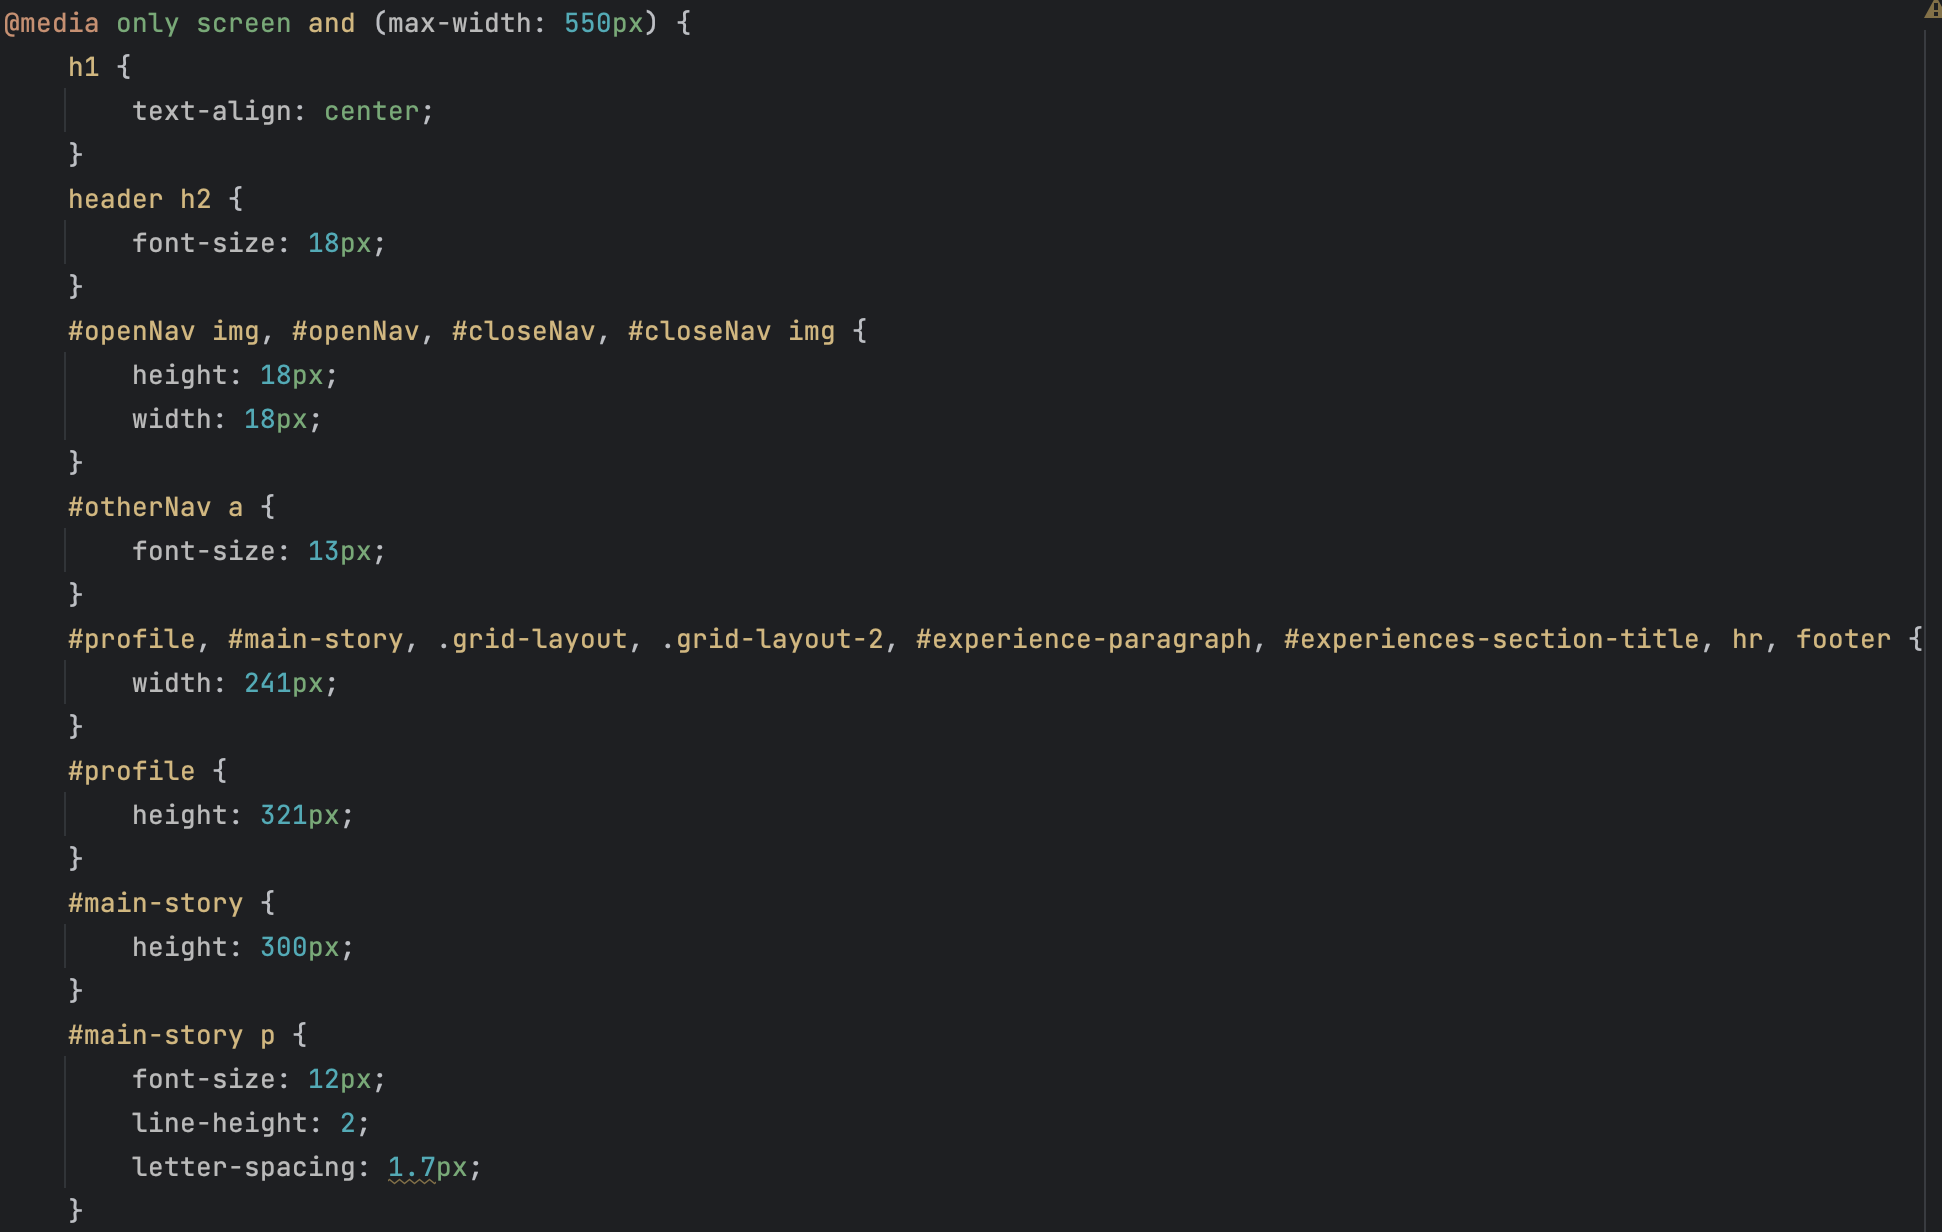 @media only screen and (max-width: 550px) {
    h1 {
        text-align: center;
    }
    header h2 {
        font-size: 18px;
    }
    #openNav img, #openNav, #closeNav, #closeNav img {
        height: 18px;
        width: 18px;
    }
    #otherNav a {
        font-size: 13px;
    }
    #profile, #main-story, .grid-layout, .grid-layout-2, #experience-paragraph, #experiences-section-title, hr, footer {
        width: 241px;
    }
    #profile {
        height: 321px;
    }
    #main-story {
        height: 300px;
    }
    #main-story p {
        font-size: 12px;
        line-height: 2;
        letter-spacing: 1.7px;
    }